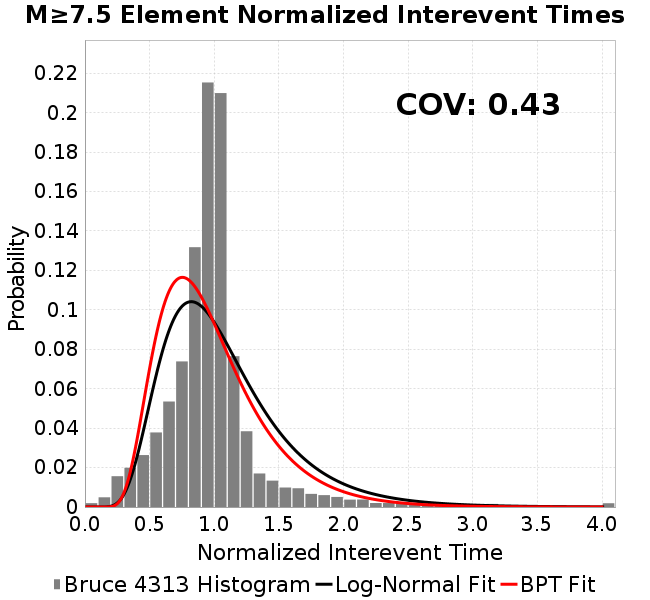 M≥7.5 Element Normalized Interevent Times
COV: 0.43
Probability
0.22
0.2
0.18
0.16
0.14
0.12
0.1
0.08
0.06
0.04
0.02
0
0.0 0.5 1.0 1.5 2.0 2.5 3.0 3.5 4.0
Normalized Interevent Time
Bruce 4313 Histogram Log-Normal Fit BPT Fit